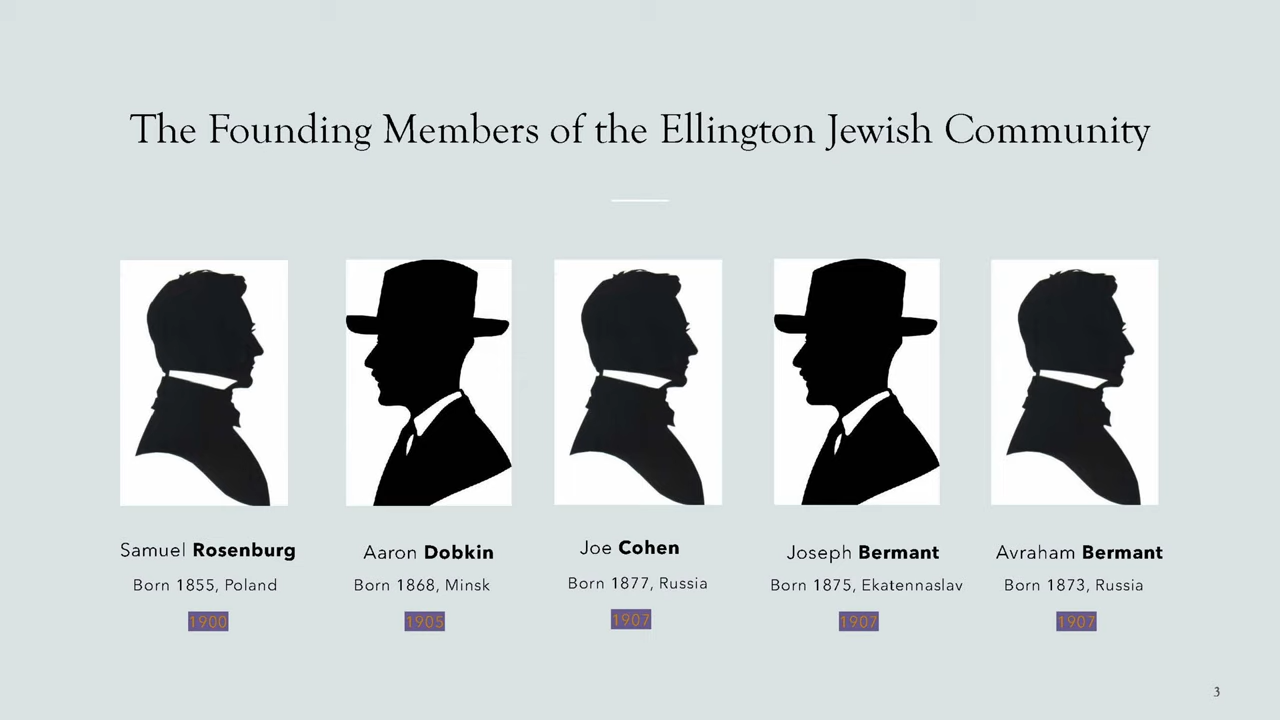 The Founding Members of the Ellington Jewish Community
Samuel Rosenburg
Born 1855, Poland
1900
Aaron Dobkin
Born 1868, Minsk
1905
Joe Cohen
Born 1877, Russia
1907
Joseph Bermant
Born 1875, Ekatennaslav
1907
Avraham Bermant
Born 1873, Russia
1907
3